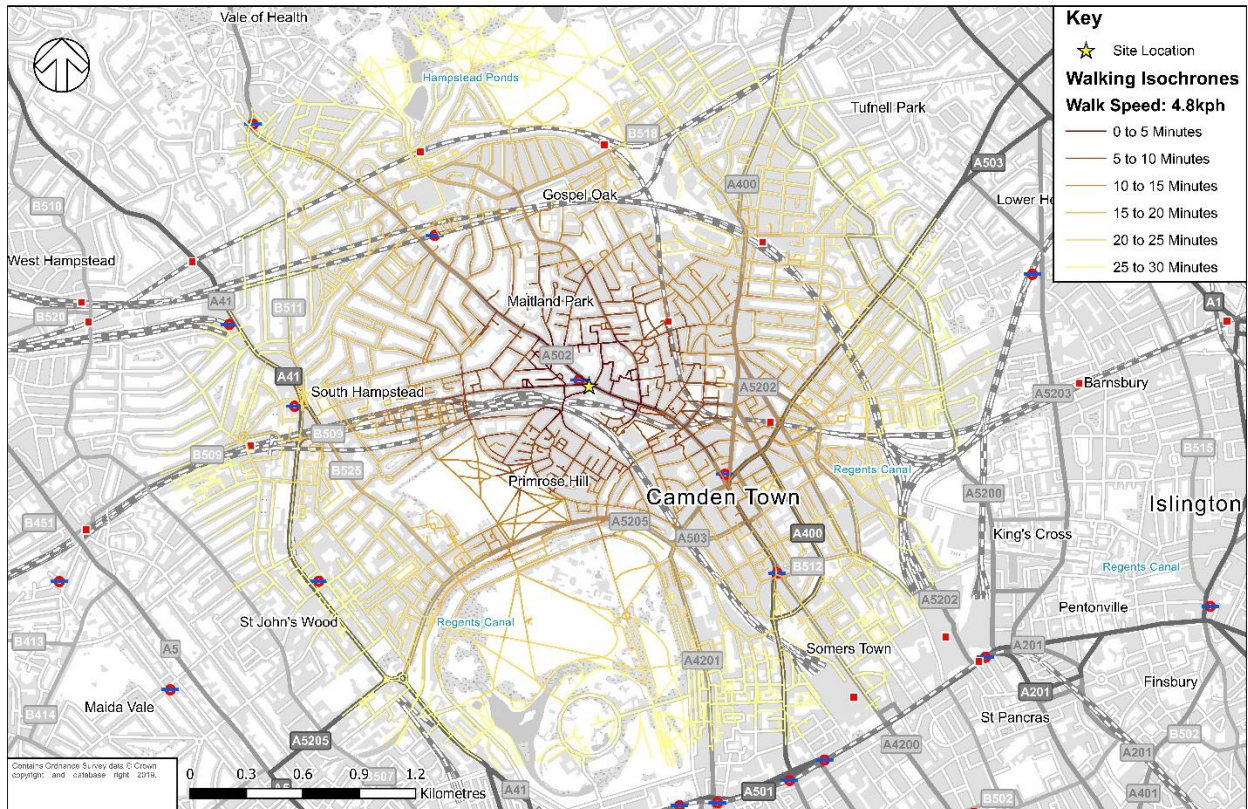 Vale of Health
Hampstead Ponds
Tufnell Park
B518
A503
A400
B510
Gospel Oak
West Hampstead
A41
B520
B511
Maitland Park
A1
A502
A41
South Hampstead
A5202
Barnsbury
A5203
B509
B509
B525
Regents Canal
B515
Primrose Hill
Camden Town
A5200
Islington
B451
A5205
A503
A400
King's Cross
B512
Regents Canal
A5202
Pentonville
St John's Wood
Regents Canal
B413
A5
Somers Town
A201
A4201
Finsbury
Maida Vale
A201
B414
St Pancras
A5205
A4200
A201
B502
A5
A41
A501
B502
A401
Key
Site Location
Walking Isochrones
Walk Speed: 4.8kph
0 to 5 Minutes
5 to 10 Minutes
10 to 15 Minutes
15 to 20 Minutes
20 to 25 Minutes
25 to 30 Minutes
Contains Ordnance Survey data © Crown
copyright and database right 2019.
0 0.3 0.6 0.9 1.2
Kilometres